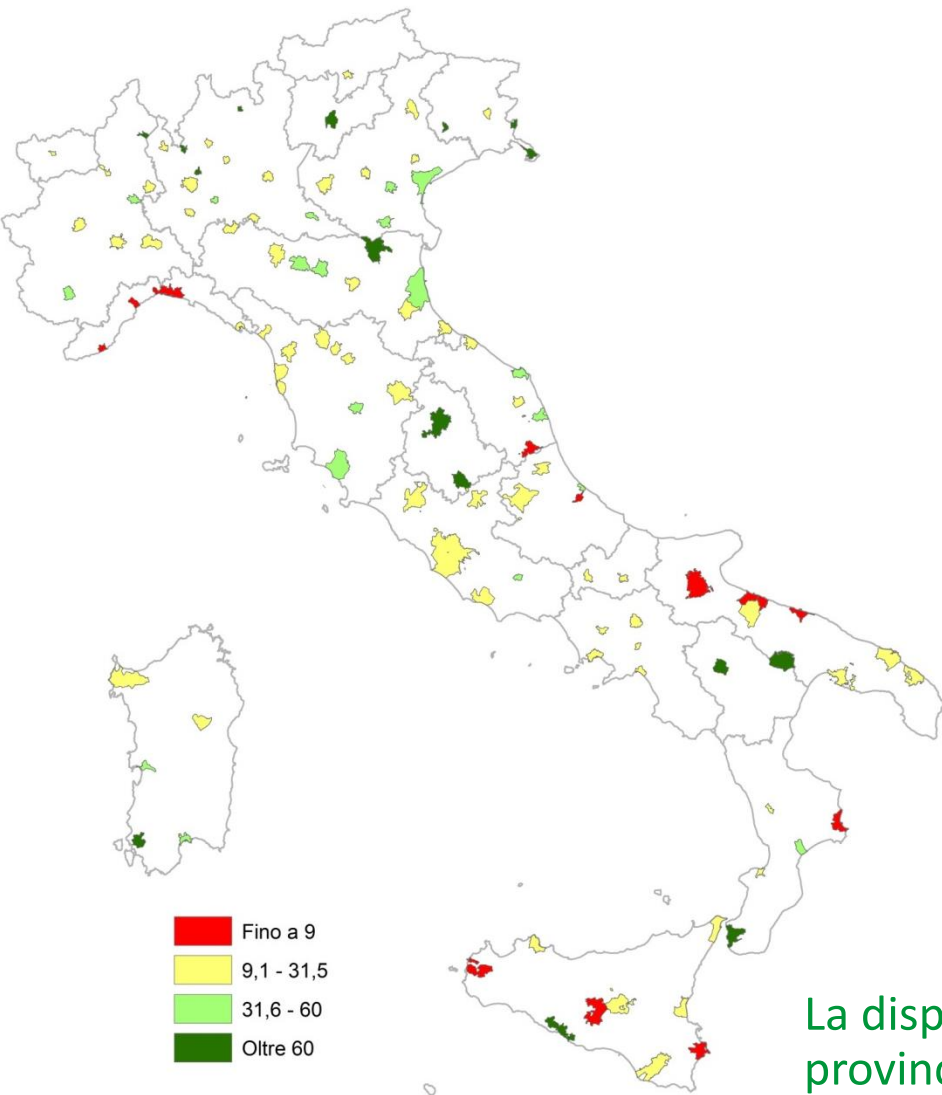 Fino a 9
9,1 - 31,5
31,6 - 60
Oltre 60
La disp
provinc